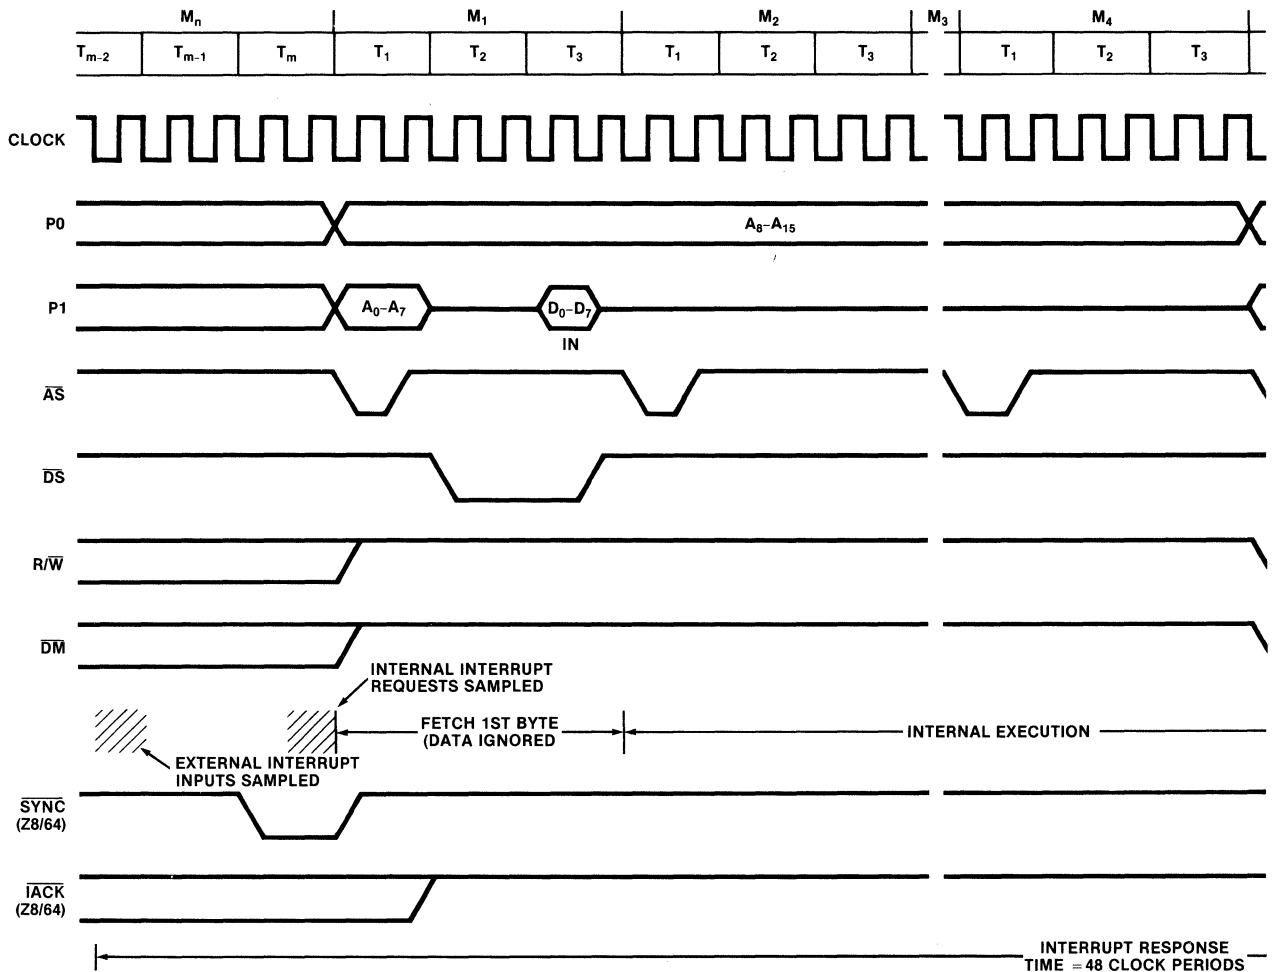 Mn M1 M2 M3 M4
Tm-2 Tm-1 Tm T1 T2 T3 T1 T2 T3 T1 T2 T3
CLOCK
P0 A8-A15
P1 A0-A7 D0-D7
IN
AS
DS
R/W
DM
INTERNAL INTERRUPT
REQUESTS SAMPLED
FETCH 1ST BYTE
(DATA IGNORED
INTERNAL EXECUTION
EXTERNAL INTERRUPT
INPUTS SAMPLED
SYNC
(Z8/64)
IACK
(Z8/64)
INTERRUPT RESPONSE
TIME = 48 CLOCK PERIODS